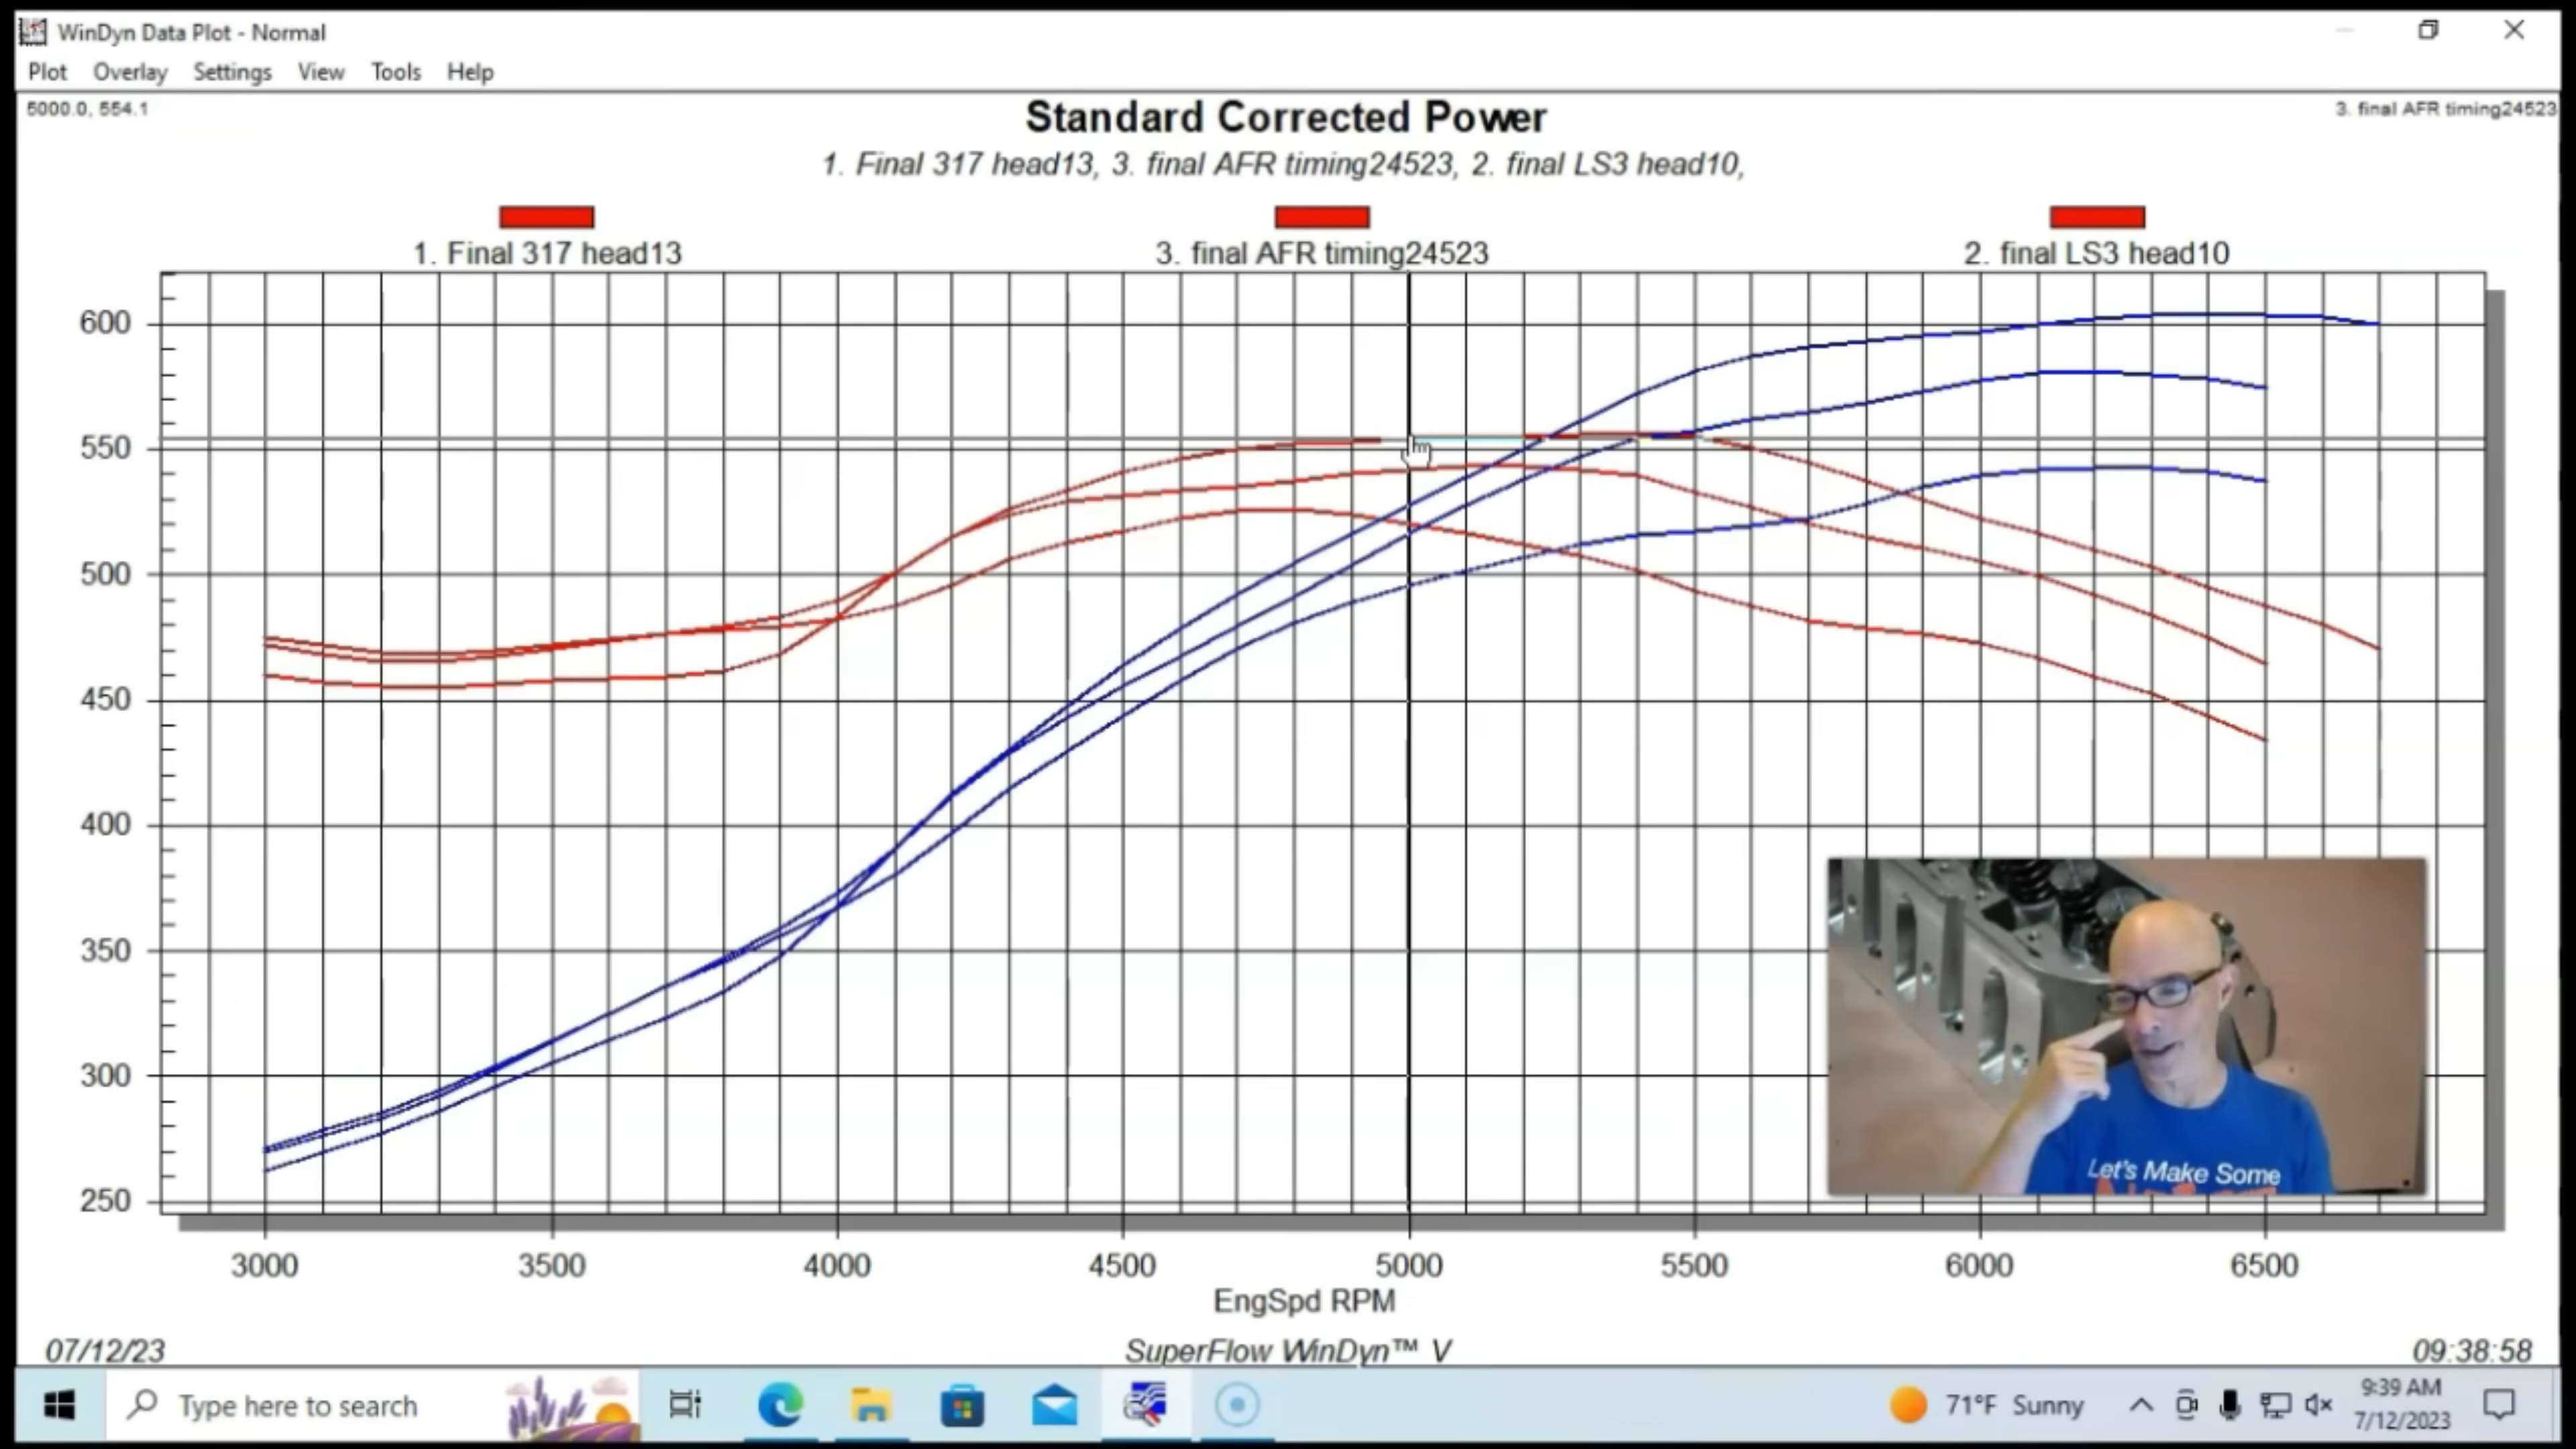 WinDyn Data Plot - Normal
Plot Overlay Settings View Tools Help
5000.0, 554.1
3. final AFR timing24523
Standard Corrected Power
1. Final 317 head13, 3. final AFR timing24523, 2. final LS3 head10,
1. Final 317 head13
3. final AFR timing24523
2. final LS3 head10
600
550
500
450
400
350
300
250
3000 3500 4000 4500 5000 5500 6000 6500
EngSpd RPM
Let's Make Some
07/12/23
SuperFlow WinDyn™ V
09:38:58
Type here to search
71°F Sunny
9:39 AM
7/12/2023